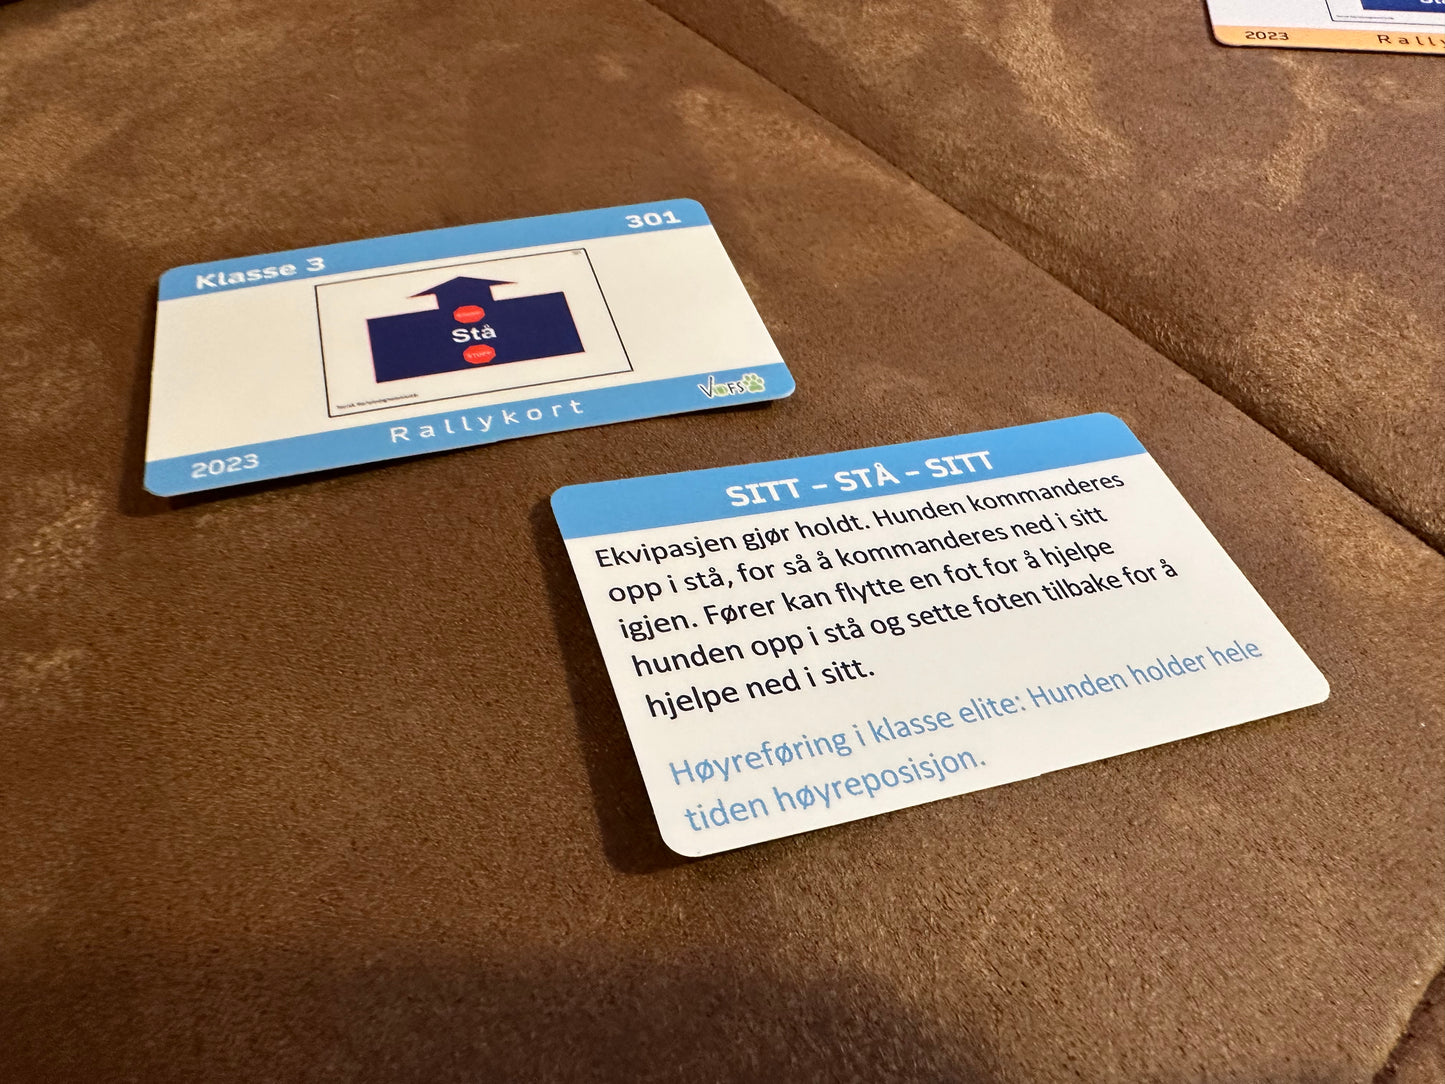 Klasse 3
301
STOPP
Stå
STOPP
Rallykort
2023
VOFS
SITT – STÅ – SITT
Ekvipasjen gjør holdt. Hunden kommanderes
opp i stå, for så å kommanderes ned i sitt
igjen. Fører kan flytte en fot for å hjelpe
hunden opp i stå og sette foten tilbake for å
hjelpe ned i sitt.
Høyreføring i klasse elite: Hunden holder hele
tiden høyreposisjon.
2023